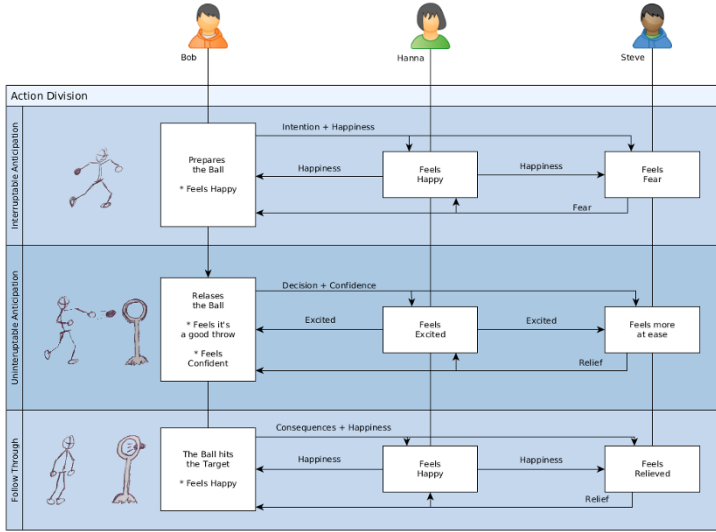 Bob
Hanna
Steve
Action Division
Interruptable Anticipation
Intention + Happiness
Prepares
the Ball
* Feels Happy
Happiness
Feels
Happy
Happiness
Feels
Fear
Fear
Uninteruptable Anticipation
Decision + Confidence
Relases
the Ball
* Feels it's
a good throw
* Feels
Confident
Excited
Feels
Excited
Excited
Feels more
at ease
Relief
Follow Through
Consequences + Happiness
The Ball hits
the Target
* Feels Happy
Happiness
Feels
Happy
Happiness
Feels
Relieved
Relief